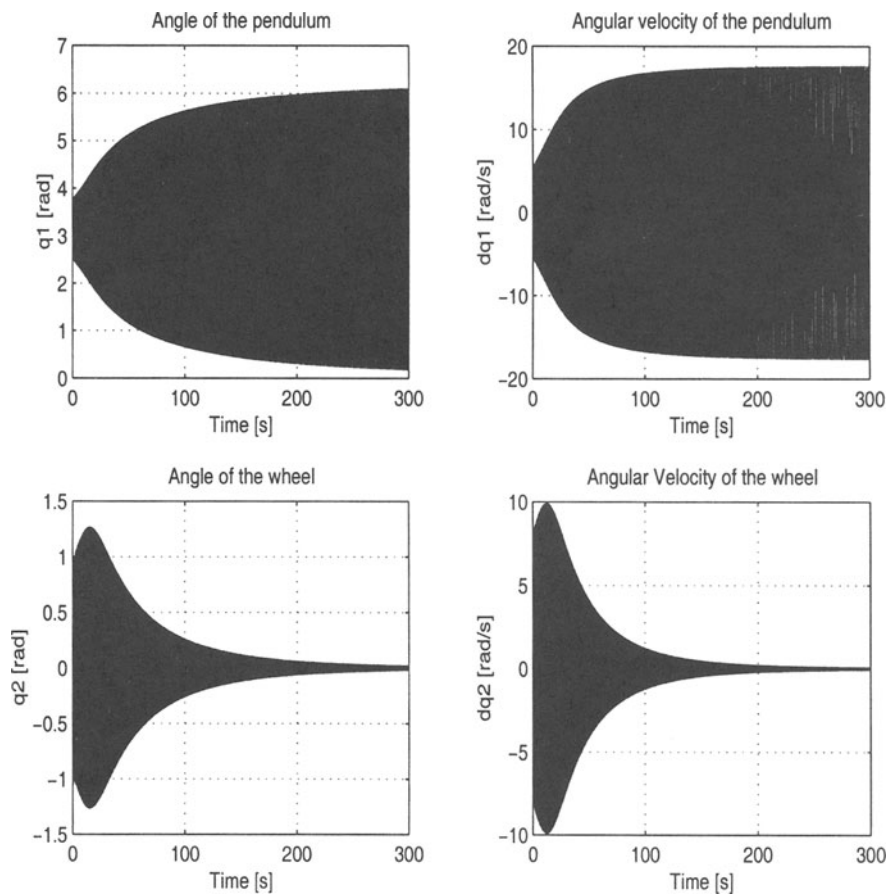 Angle of the pendulum
7
6
5
4
3
2
1
0
q1 [rad]
0 100 200 300
Time [s]
Angular velocity of the pendulum
20
10
0
−10
−20
dq1 [rad/s]
0 100 200 300
Time [s]
Angle of the wheel
1.5
1
0.5
0
−0.5
−1
−1.5
q2 [rad]
0 100 200 300
Time [s]
Angular Velocity of the wheel
10
5
0
−5
−10
dq2 [rad/s]
0 100 200 300
Time [s]